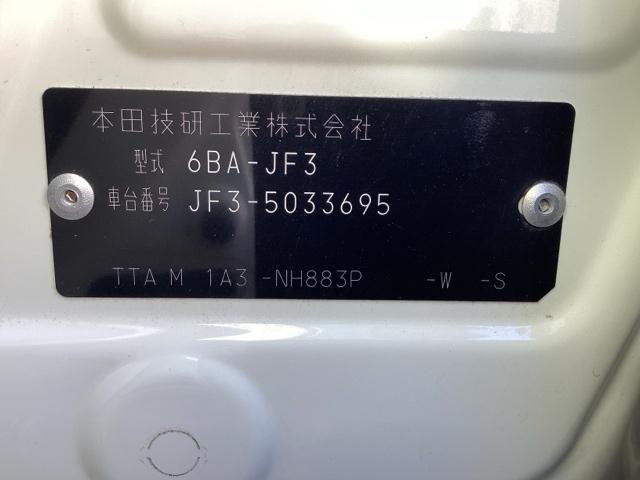 本田技研工業株式会社
型式 6BA-JF3
車台番号 JF3-5033695
TTA M 1A3 -NH883P -W -S